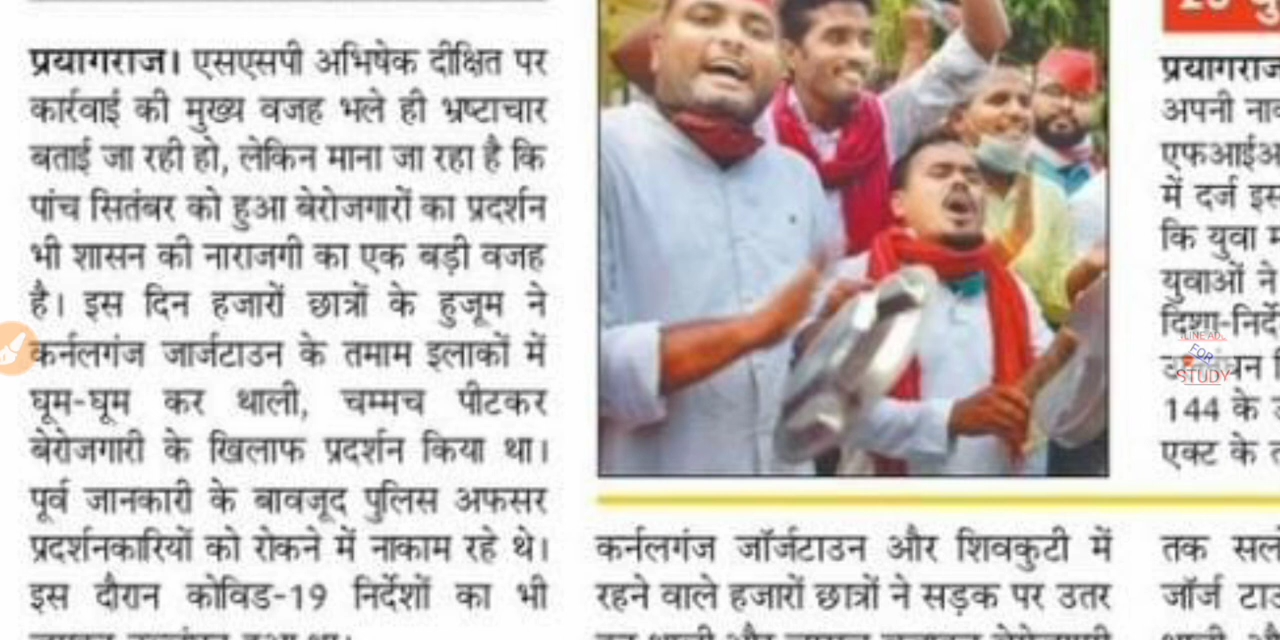 प्रयागराज। एसएसपी अभिषेक दीक्षित पर
कार्रवाई की मुख्य वजह भले ही भ्रष्टाचार
बताई जा रही हो, लेकिन माना जा रहा है कि
पांच सितंबर को हुआ बेरोजगारों का प्रदर्शन
भी शासन की नाराजगी का एक बड़ी वजह
है। इस दिन हजारों छात्रों के हुजूम ने
कर्नलगंज जार्जटाउन के तमाम इलाकों में
घूम-घूम कर थाली, चम्मच पीटकर
बेरोजगारी के खिलाफ प्रदर्शन किया था।
पूर्व जानकारी के बावजूद पुलिस अफसर
प्रदर्शनकारियों को रोकने में नाकाम रहे थे।
इस दौरान कोविड-19 निर्देशों का भी
कर्नलगंज जॉर्जटाउन और शिवकुटी में
रहने वाले हजारों छात्रों ने सड़क पर उतर
प्रयागराज
अपनी
एफआईआ
में दर्ज इस
कि युवा
युवाओं ने
दिशा-निर्दे
144 के
एक्ट के
तक
जॉर्ज
FOR
STUDY